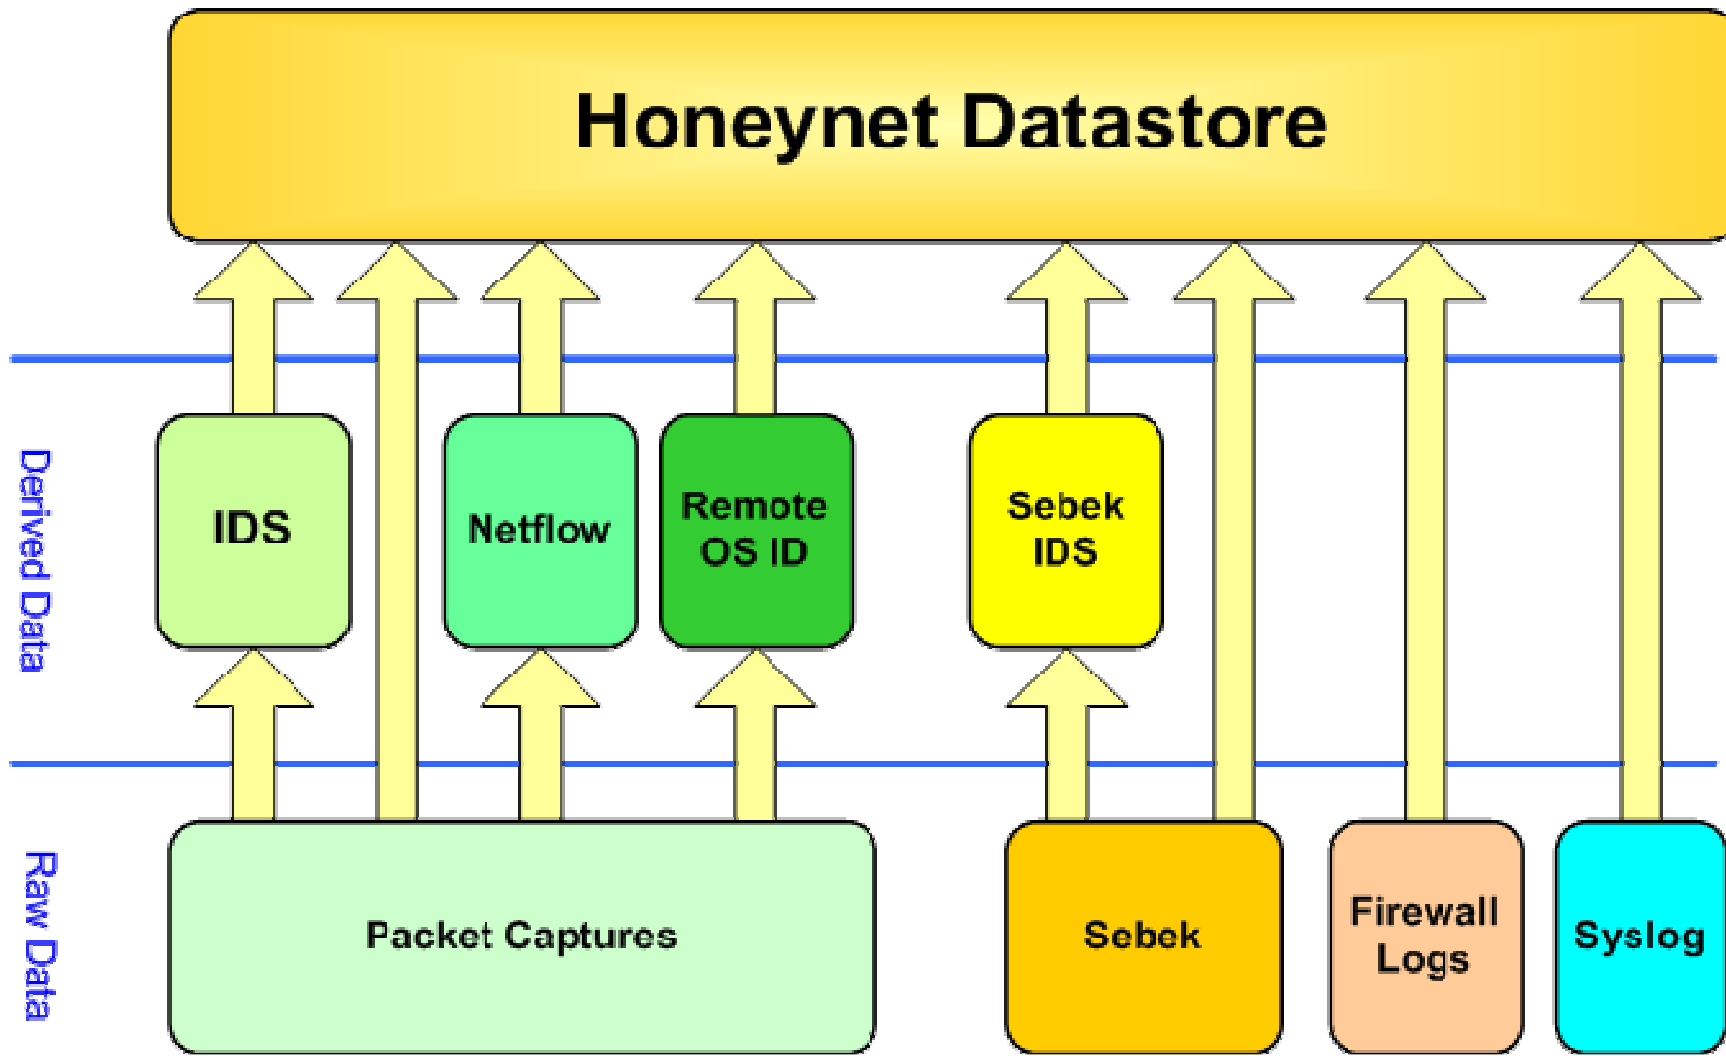 Honeynet Datastore
Derived Data
IDS
Netflow
Remote
OS ID
Sebek
IDS
Raw Data
Packet Captures
Sebek
Firewall
Logs
Syslog